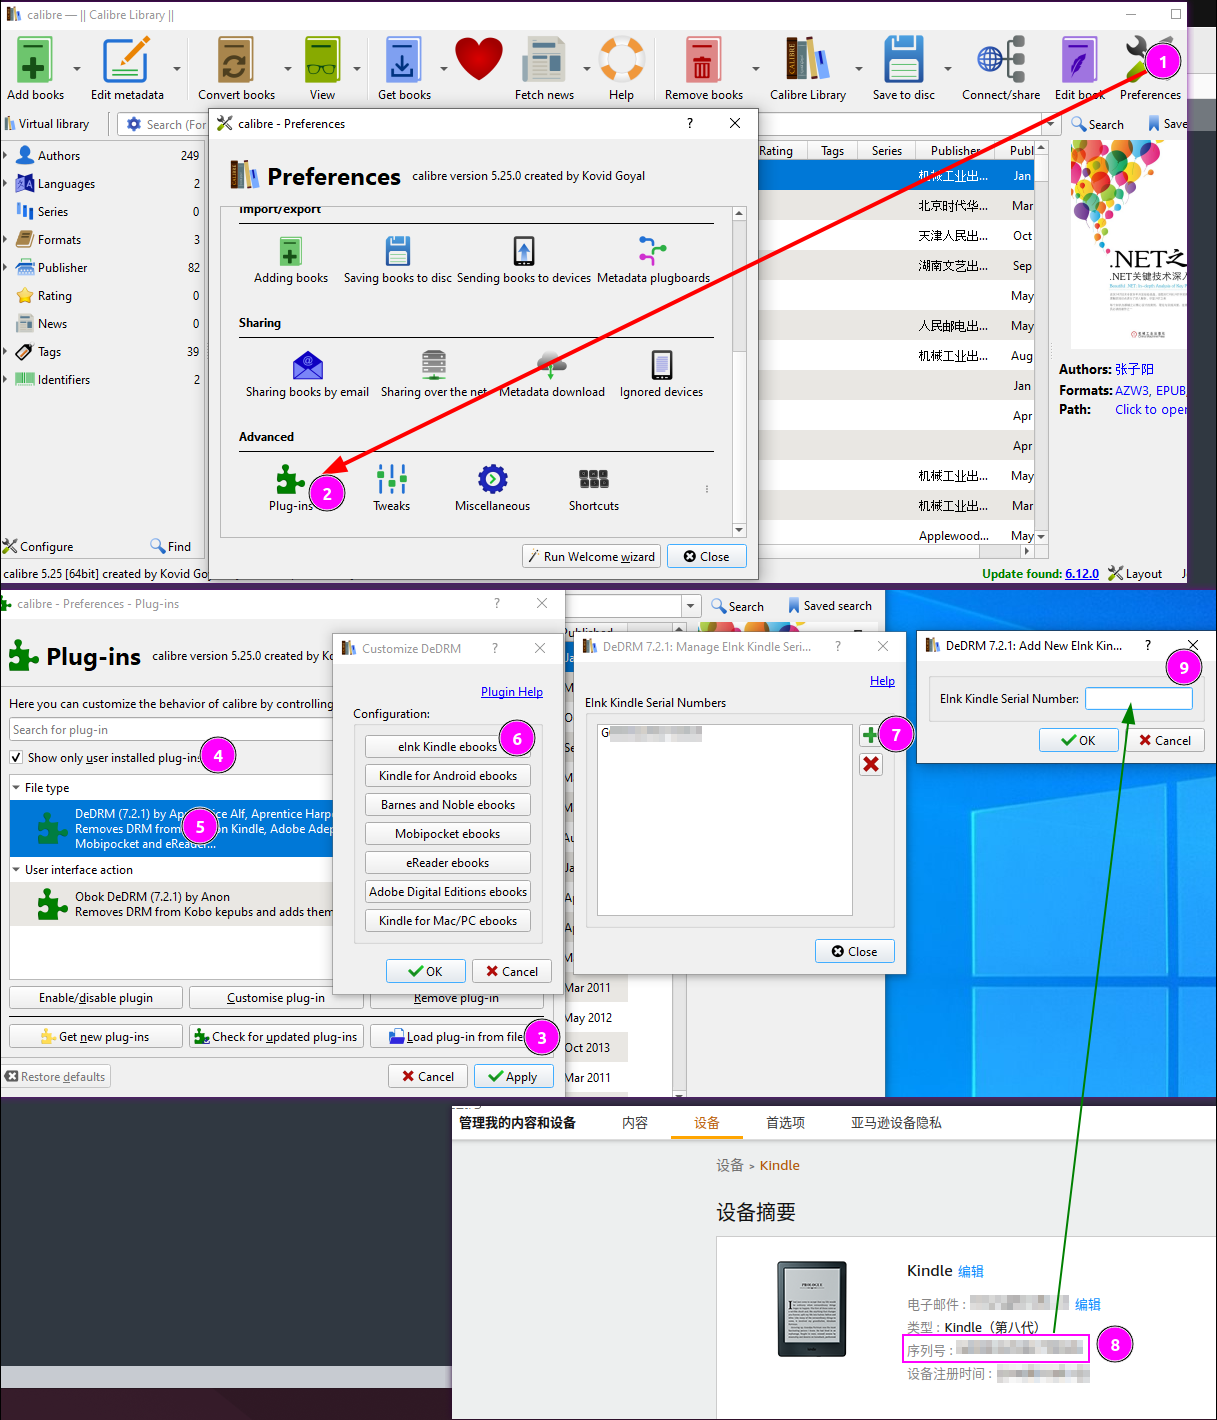 calibre — || Calibre Library ||
Add books
Edit metadata
Convert books
View
Get books
Fetch news
Help
Remove books
Calibre Library
Save to disc
Connect/share
Edit book
Preferences
1
Virtual library
Search (For
Search
Save
Authors 249
Languages 2
Series 0
Formats 3
Publisher 82
Rating 0
News 0
Tags 39
Identifiers 2
Configure
Find
calibre 5.25 [64bit] created by Kovid Goyal
calibre - Preferences
?
Preferences calibre version 5.25.0 created by Kovid Goyal
Import/export
Adding books
Saving books to disc
Sending books to devices
Metadata plugboards
Sharing
Sharing books by email
Sharing over the net
Metadata download
Ignored devices
Advanced
Plug-ins
2
Tweaks
Miscellaneous
Shortcuts
Run Welcome wizard
Close
Rating Tags Series Publisher Publ
机械工业出... Jan
北京时代华... Mar
天津人民出... Oct
湖南文艺出... Sep
May
人民邮电出... May
机械工业出... Aug
Jan
Apr
Apr
机械工业出... May
机械工业出... Mar
Applewood... May
.NET之
.NET关键技术深入
Authors: 张子阳
Formats: AZW3, EPUB,
Path: Click to open
Update found: 6.12.0
Layout
calibre - Preferences - Plug-ins
?
Plug-ins calibre version 5.25.0 created by Ko
Here you can customize the behavior of calibre by controlling
Search for plug-in
Show only user installed plug-ins
4
File type
DeDRM (7.2.1) by Apprentice Alf, Aprentice Harp
Removes DRM from Amazon Kindle, Adobe Adep
Mobipocket and eReader...
5
User interface action
Obok DeDRM (7.2.1) by Anon
Removes DRM from Kobo kepubs and adds them
Enable/disable plugin
Customise plug-in
Remove plug-in
Get new plug-ins
Check for updated plug-ins
Load plug-in from file
3
Restore defaults
Cancel
Apply
Customize DeDRM
?
Plugin Help
Configuration:
eInk Kindle ebooks
6
Kindle for Android ebooks
Barnes and Noble ebooks
Mobipocket ebooks
eReader ebooks
Adobe Digital Editions ebooks
Kindle for Mac/PC ebooks
OK
Cancel
Search
Saved search
Published
Mar 2011
May 2012
Oct 2013
Mar 2011
DeDRM 7.2.1: Manage EInk Kindle Seri...
?
Help
EInk Kindle Serial Numbers
G
7
Close
DeDRM 7.2.1: Add New EInk Kin...
?
9
EInk Kindle Serial Number:
OK
Cancel
管理我的内容和设备
内容
设备
首选项
亚马逊设备隐私
设备 > Kindle
设备摘要
Kindle 编辑
电子邮件 :
编辑
类型 : Kindle（第八代）
序列号 :
8
设备注册时间 :